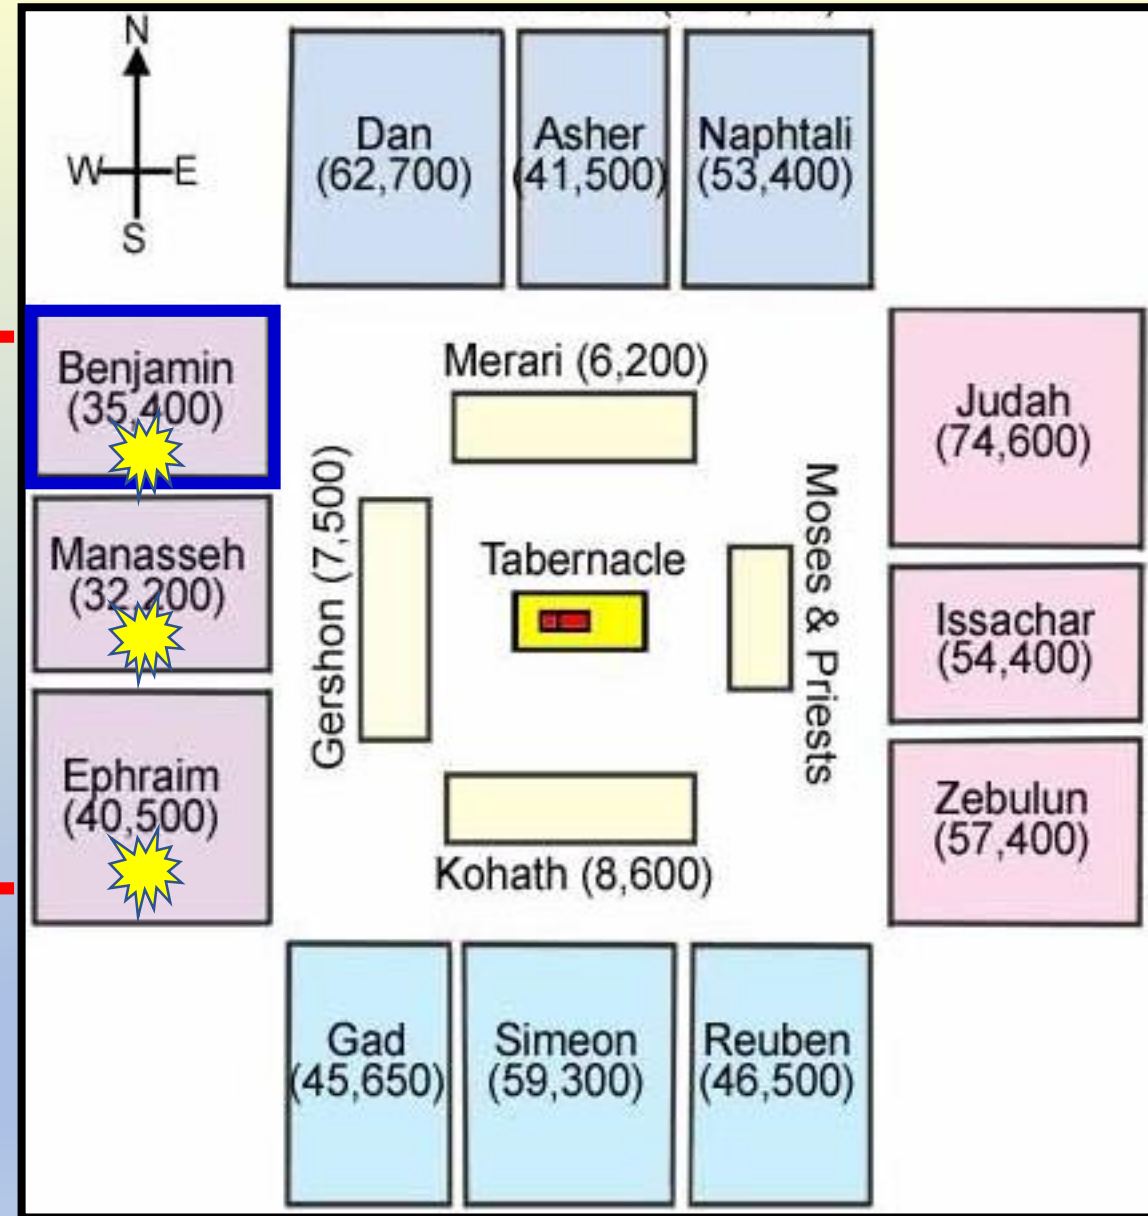 N
W E
S
Dan
(62,700)
Asher
(41,500)
Naphtali
(53,400)
Benjamin
(35,400)
Manasseh
(32,200)
Ephraim
(40,500)
Merari (6,200)
Gershon (7,500)
Tabernacle
Moses & Priests
Kohath (8,600)
Judah
(74,600)
Issachar
(54,400)
Zebulun
(57,400)
Gad
(45,650)
Simeon
(59,300)
Reuben
(46,500)